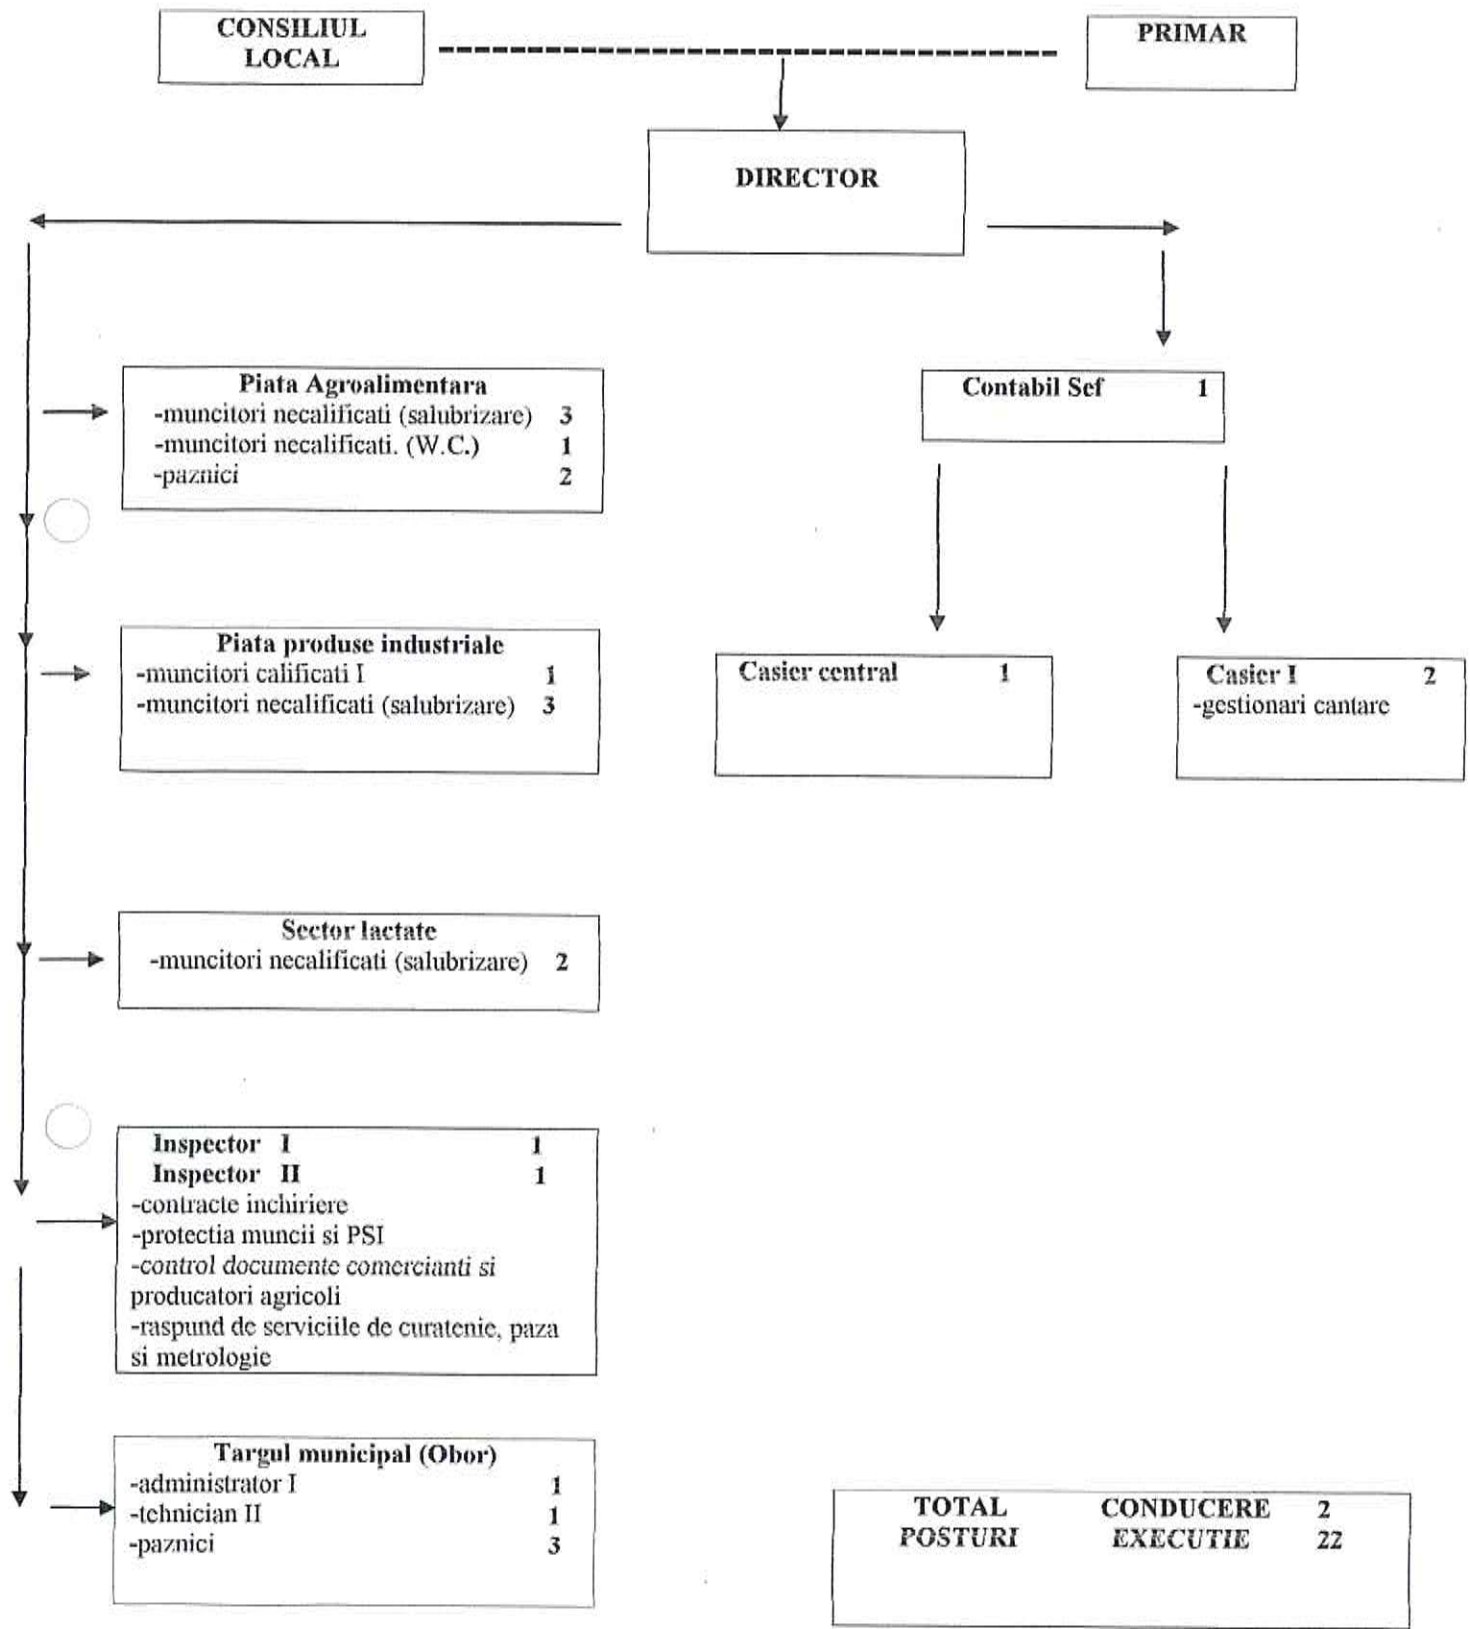 CONSILIUL
LOCAL
PRIMAR
DIRECTOR
Piata Agroalimentara
-muncitori necalificati (salubrizare) 3
-muncitori necalificati. (W.C.) 1
-paznici 2
Contabil Sef 1
Piata produse industriale
-muncitori calificati I 1
-muncitori necalificati (salubrizare) 3
Casier central 1
Casier I 2
-gestionari cantare
Sector lactate
-muncitori necalificati (salubrizare) 2
Inspector I 1
Inspector II 1
-contracte inchiriere
-protectia muncii si PSI
-control documente comercianti si
producatori agricoli
-raspund de serviciile de curatenie, paza
si metrologie
Targul municipal (Obor)
-administrator I 1
-tehnician II 1
-paznici 3
TOTAL CONDUCERE 2
POSTURI EXECUTIE 22